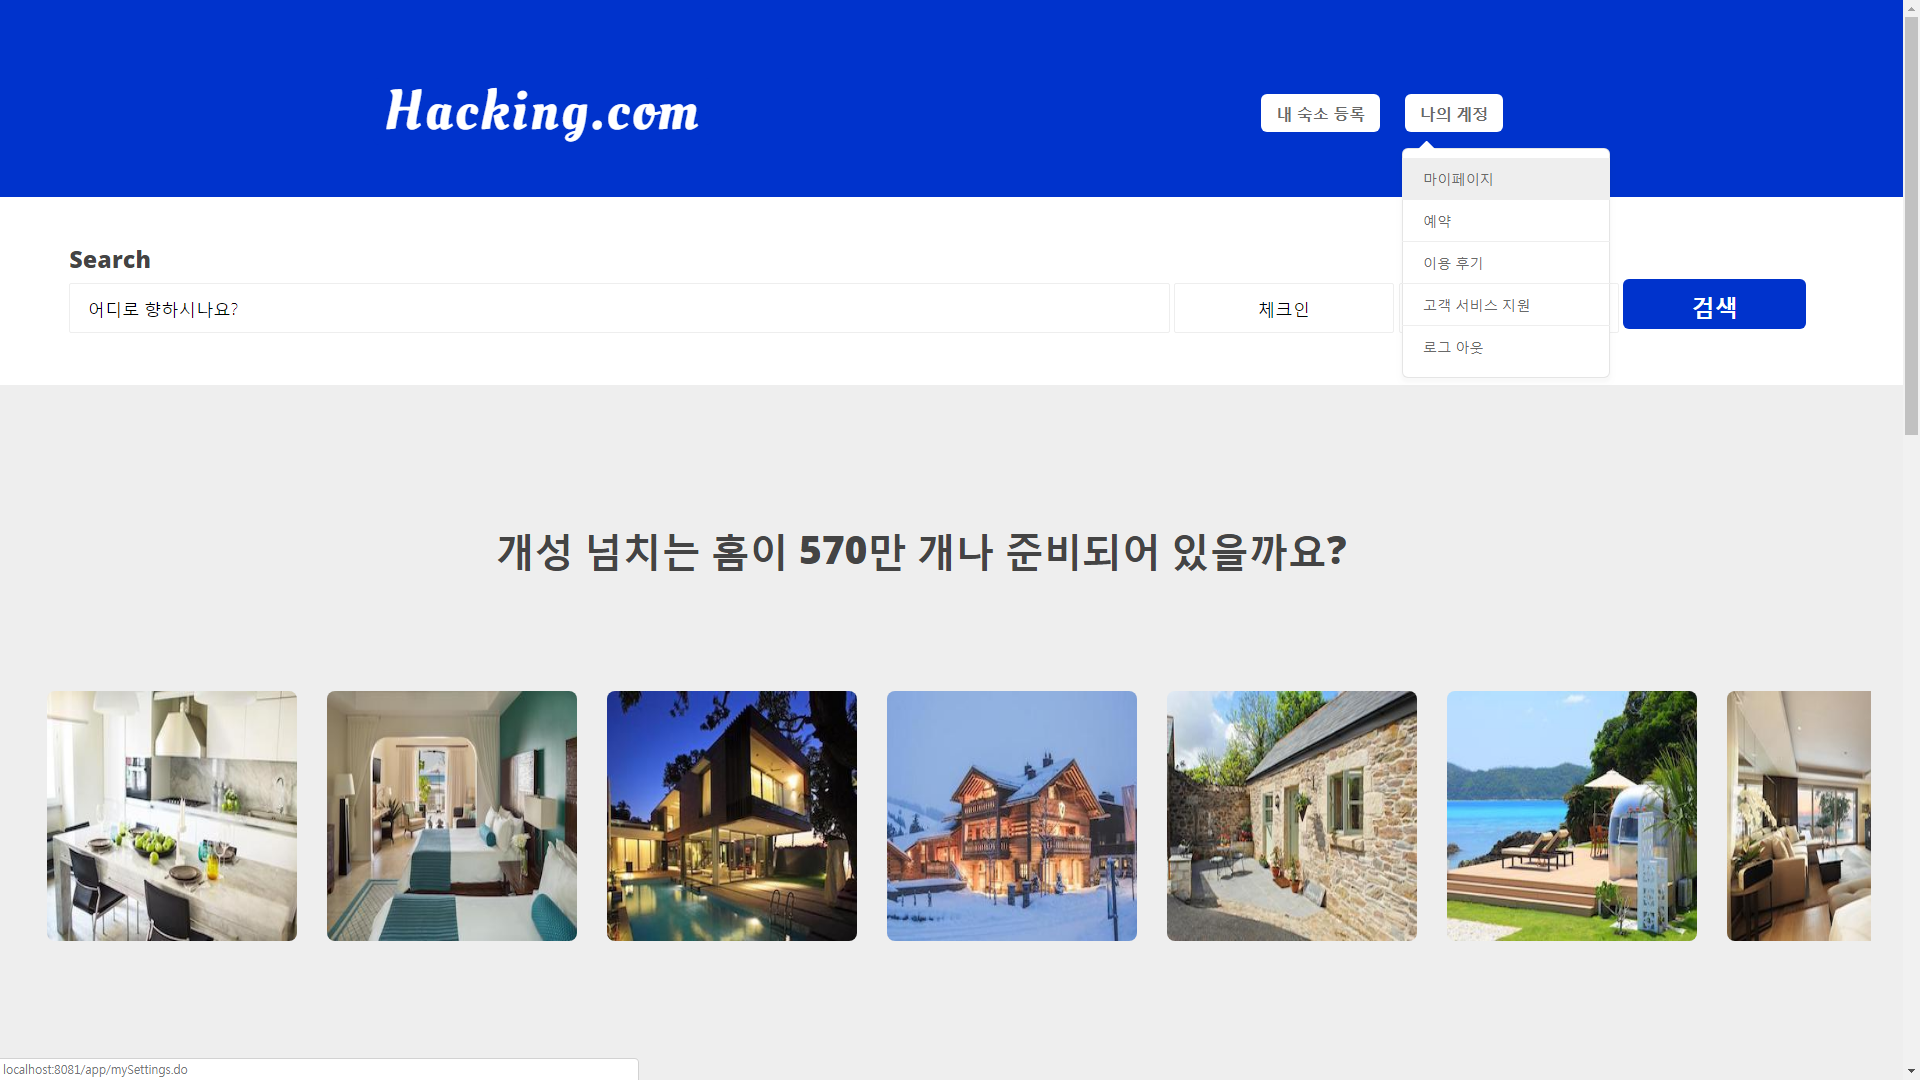 Hacking.com
내 숙소 등록
나의 계정
마이페이지
예약
이용 후기
고객 서비스 지원
로그 아웃
Search
어디로 향하시나요?
체크인
검색
개성 넘치는 홈이 570만 개나 준비되어 있을까요?
localhost:8081/app/mySettings.do